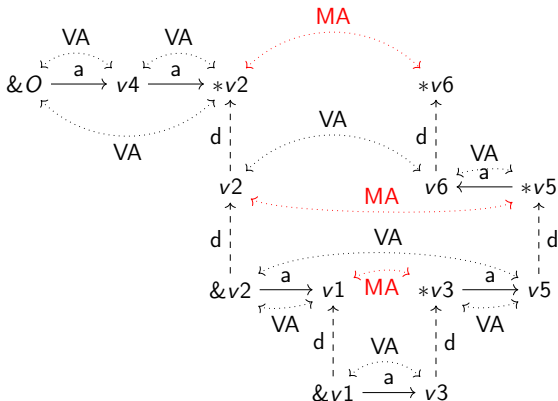 MA
VA VA
&O a v4 a *v2 *v6
VA
d d
VA
VA
v2 v6 a *v5
MA
d VA d
&v2 a v1 *v3 a v5
VA MA VA
d VA d
&v1 a v3